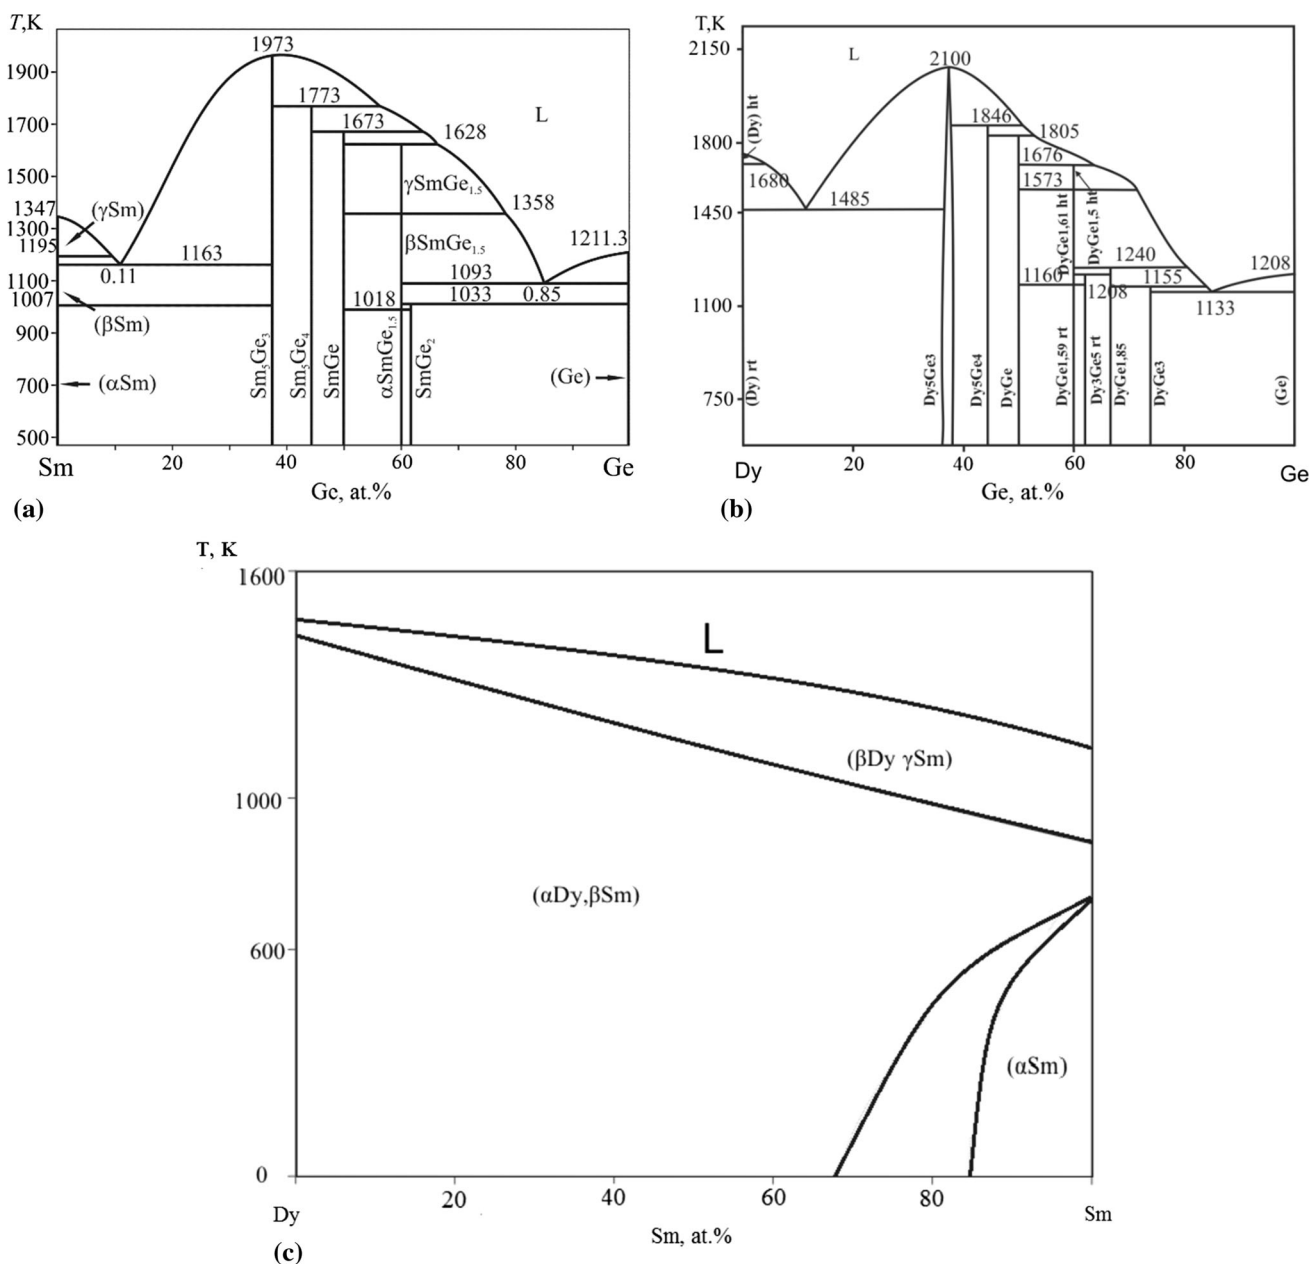 T,K
1973
1900
1773
1700
1673
1628
L
1500
γSmGe1.5
1347
(γSm)
1358
1300
1195
βSmGe1.5
1211.3
1163
1093
0.11
1100
1033
0.85
1007
1018
(βSm)
900
Sm5Ge3
Sm5Ge4
SmGe
αSmGe1.5
SmGe2
700
(αSm)
(Ge)
500
Sm
20
40
60
80
Ge
Ge, at.%
(a)
T,K
2150
L
2100
(Dy) ht
1846
1805
1800
1676
1680
1573
1485
1450
DyGe1,61 ht
DyGe1,5 ht
1240
1208
1160
1155
1208
1100
1133
750
(Dy) rt
Dy5Ge3
Dy5Ge4
DyGe
DyGe1,59 rt
Dy3Ge5 rt
DyGe1,85
DyGe3
(Ge)
Dy
20
40
60
80
Ge
Ge, at.%
(b)
T, K
1600
L
(βDy γSm)
1000
(αDy,βSm)
600
(αSm)
0
20
40
60
80
Dy
Sm
Sm, at.%
(c)